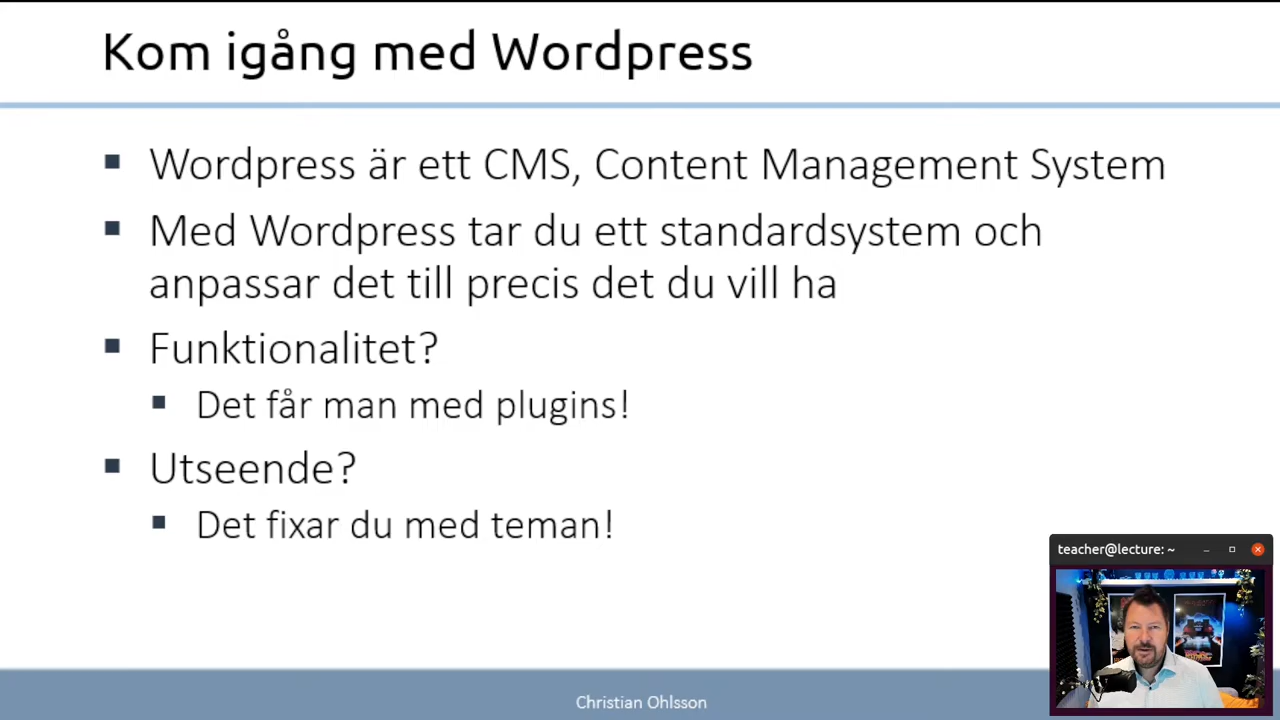 Kom igång med Wordpress
Wordpress är ett CMS, Content Management System
Med Wordpress tar du ett standardsystem och
anpassar det till precis det du vill ha
Funktionalitet?
Det får man med plugins!
Utseende?
Det fixar du med teman!
teacher@lecture: ~
Christian Ohlsson